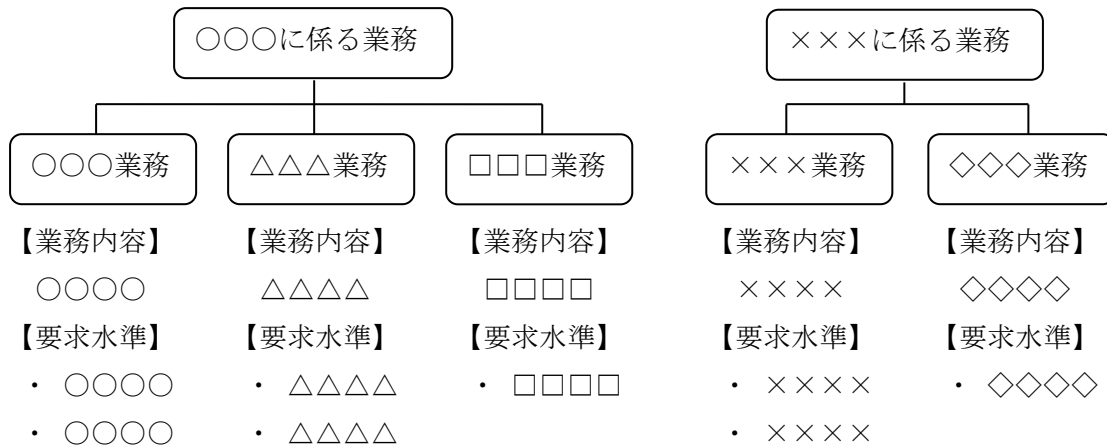 ○○○に係る業務
×××に係る業務
○○○業務
△△△業務
□□□業務
×××業務
◇◇◇業務
【業務内容】
○○○○
【要求水準】
・ ○○○○
・ ○○○○
【業務内容】
△△△△
【要求水準】
・ △△△△
・ △△△△
【業務内容】
□□□□
【要求水準】
・ □□□□
【業務内容】
××××
【要求水準】
・ ××××
・ ××××
【業務内容】
◇◇◇◇
【要求水準】
・ ◇◇◇◇